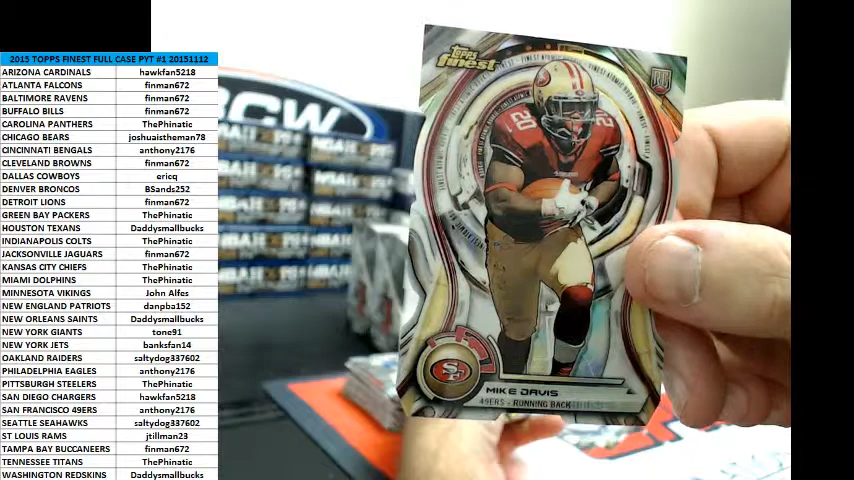 2015 TOPPS FINEST FULL CASE PYT #1 20151112
ARIZONA CARDINALS hawkfan5218
ATLANTA FALCONS finman672
BALTIMORE RAVENS finman672
BUFFALO BILLS finman672
CAROLINA PANTHERS ThePhinatic
CHICAGO BEARS joshuaistheman78
CINCINNATI BENGALS anthony2176
CLEVELAND BROWNS finman672
DALLAS COWBOYS ericq
DENVER BRONCOS BSands252
DETROIT LIONS finman672
GREEN BAY PACKERS ThePhinatic
HOUSTON TEXANS Daddysmallbucks
INDIANAPOLIS COLTS ThePhinatic
JACKSONVILLE JAGUARS finman672
KANSAS CITY CHIEFS ThePhinatic
MIAMI DOLPHINS ThePhinatic
MINNESOTA VIKINGS John Alfes
NEW ENGLAND PATRIOTS danpba152
NEW ORLEANS SAINTS Daddysmallbucks
NEW YORK GIANTS tone91
NEW YORK JETS banksfan14
OAKLAND RAIDERS saltydog337602
PHILADELPHIA EAGLES anthony2176
PITTSBURGH STEELERS ThePhinatic
SAN DIEGO CHARGERS hawkfan5218
SAN FRANCISCO 49ERS anthony2176
SEATTLE SEAHAWKS saltydog337602
ST LOUIS RAMS jtillman23
TAMPA BAY BUCCANEERS finman672
TENNESSEE TITANS ThePhinatic
WASHINGTON REDSKINS Daddysmallbucks
BCW
Topps
finest
20
SF
MIKE DAVIS
49ERS - RUNNING BACK